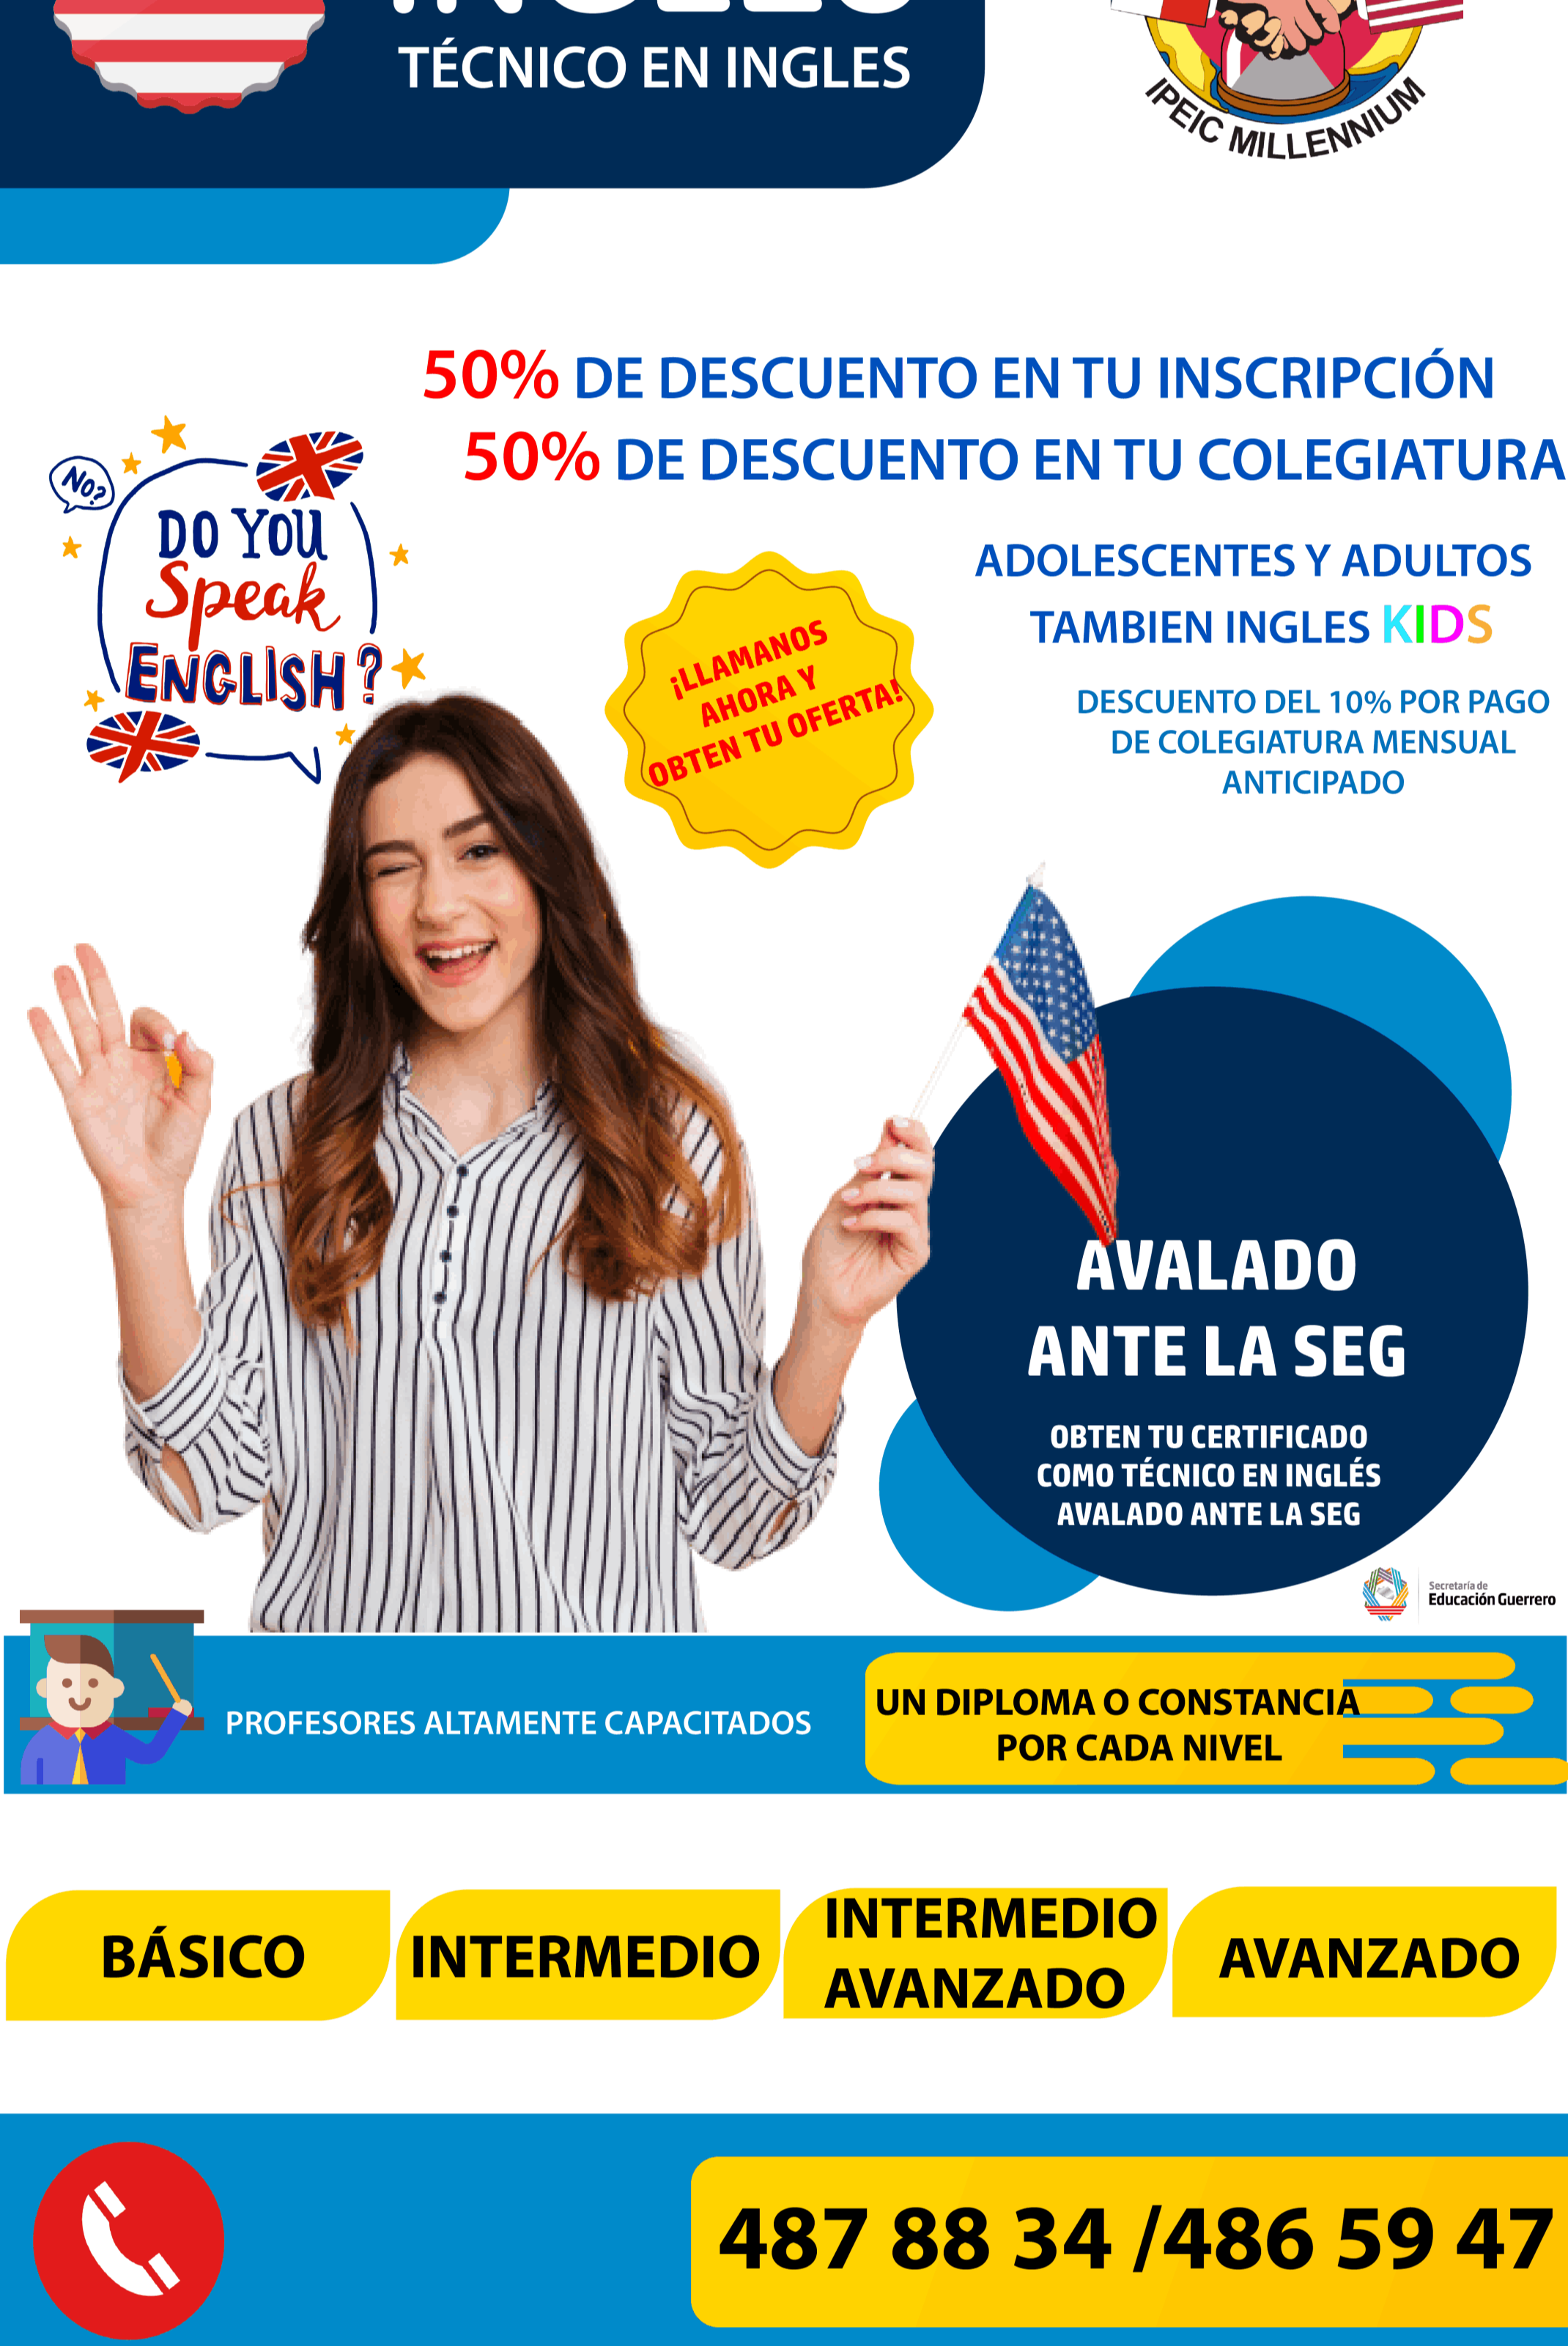 TÉCNICO EN INGLES
IPEIC MILLENNIUM
50% DE DESCUENTO EN TU INSCRIPCIÓN
50% DE DESCUENTO EN TU COLEGIATURA
NO?
DO YOU
Speak
ENGLISH?
¡LLAMANOS
AHORA Y
OBTEN TU OFERTA!
ADOLESCENTES Y ADULTOS
TAMBIEN INGLES KIDS
DESCUENTO DEL 10% POR PAGO
DE COLEGIATURA MENSUAL
ANTICIPADO
AVALADO
ANTE LA SEG
OBTEN TU CERTIFICADO
COMO TÉCNICO EN INGLÉS
AVALADO ANTE LA SEG
Secretaría de
Educación Guerrero
PROFESORES ALTAMENTE CAPACITADOS
UN DIPLOMA O CONSTANCIA
POR CADA NIVEL
BÁSICO
INTERMEDIO
INTERMEDIO
AVANZADO
AVANZADO
487 88 34 /486 59 47